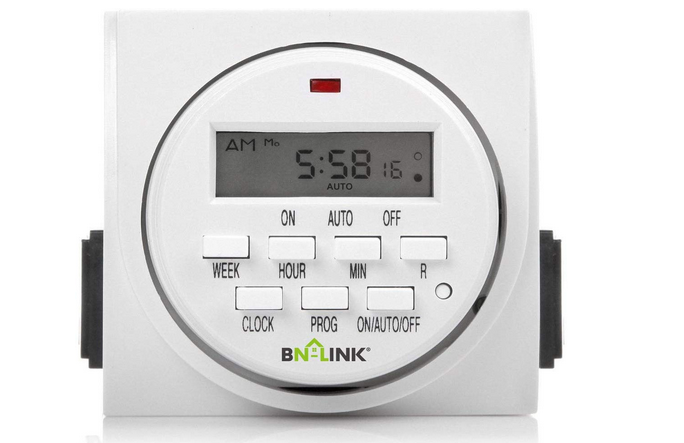 AM Mo 5:58 16
AUTO
ON AUTO OFF
WEEK HOUR MIN R
CLOCK PROG ON/AUTO/OFF
BN-LINK®